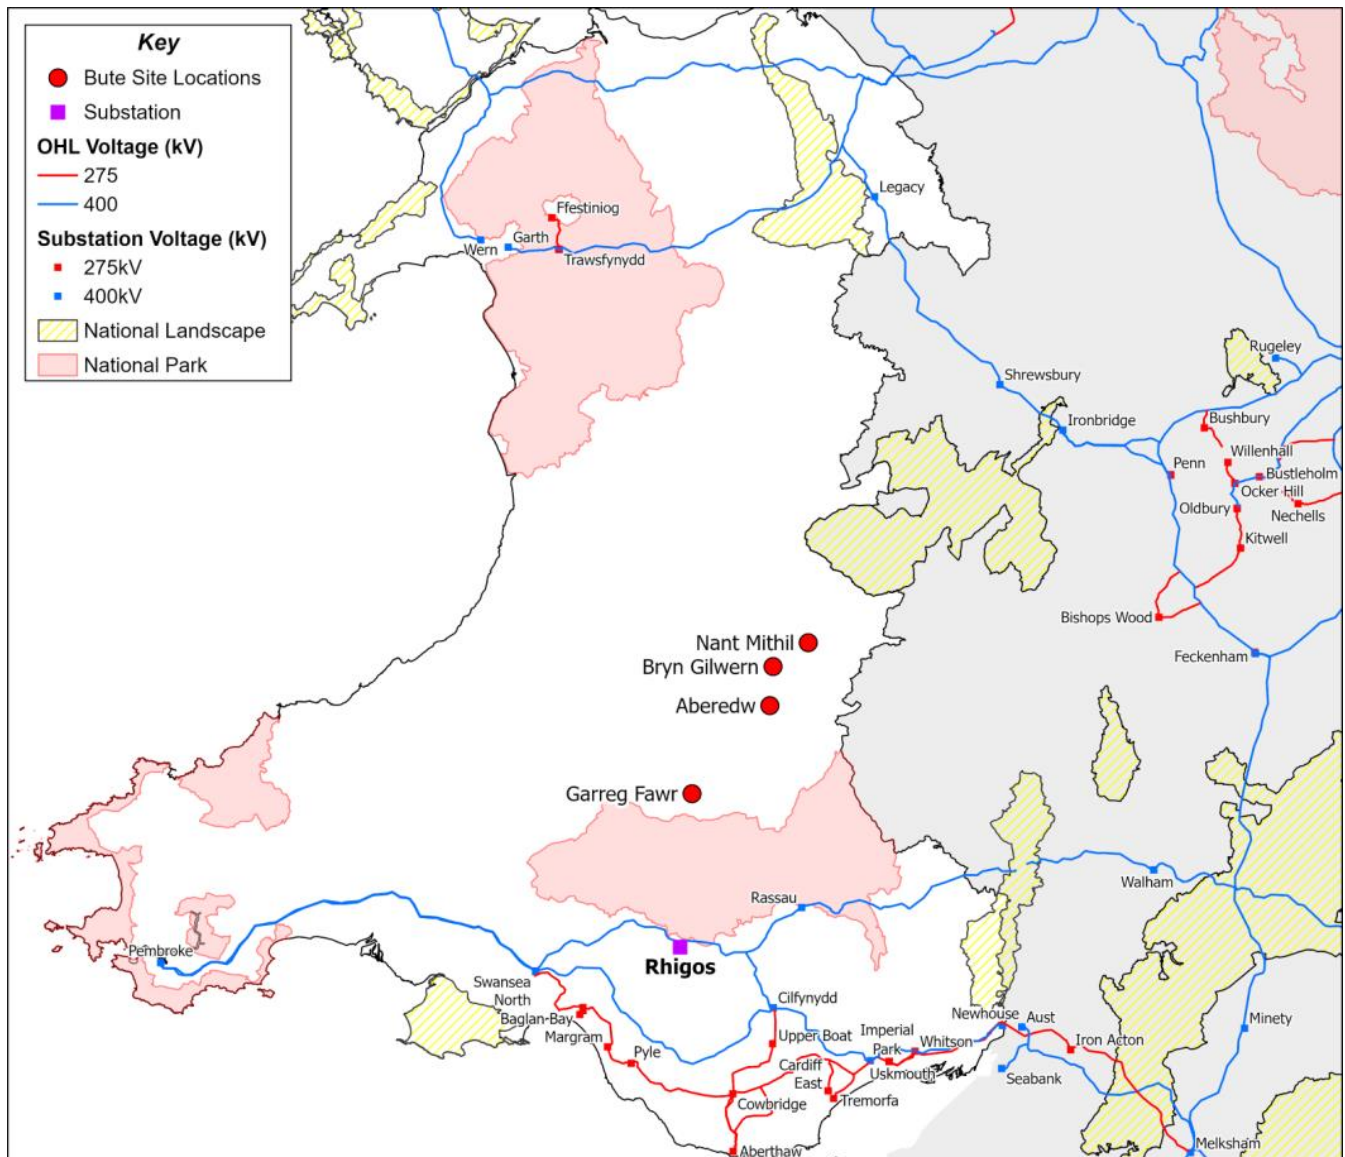 Key
Bute Site Locations
Substation
OHL Voltage (kV)
275
400
Substation Voltage (kV)
275kV
400kV
National Landscape
National Park
Legacy
Ffestiniog
Garth
Wern
Trawsfynydd
Rugeley
Shrewsbury
Ironbridge
Bushbury
Willenhall
Penn
Bustleholm
Ocker Hill
Oldbury
Nechells
Kitwell
Bishops Wood
Nant Mithil
Bryn Gilwern
Feckenham
Aberedw
Garreg Fawr
Walham
Rassau
Pembroke
Rhigos
Swansea
North
Cilfynydd
Baglan-Bay
Newhouse
Aust
Minety
Margram
Upper Boat
Imperial
Park
Whitson
Iron Acton
Pyle
Cardiff
East
Uskmouth
Seabank
Tremorfa
Cowbridge
Aberthaw
Melksham